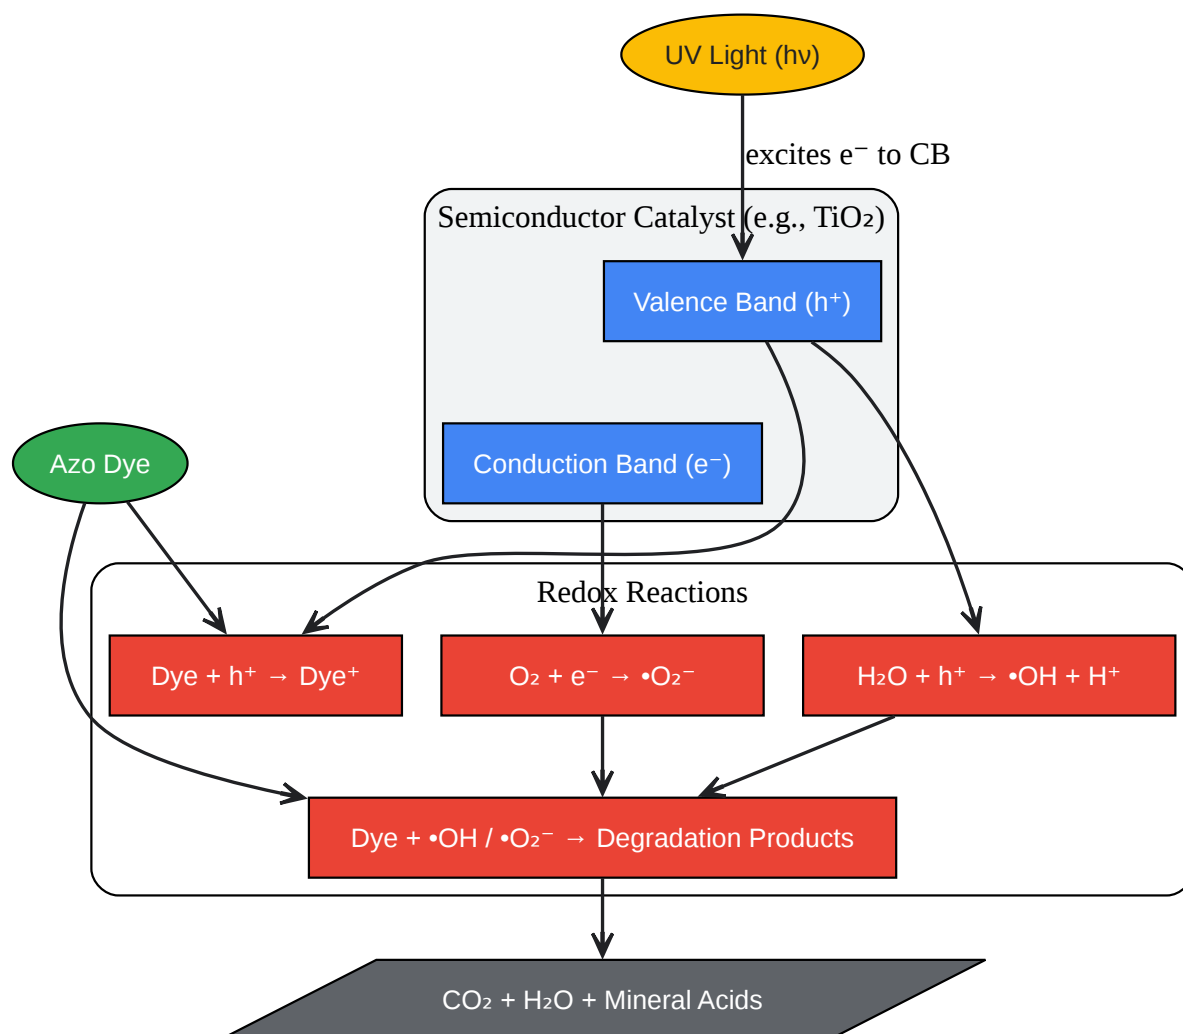 UV Light (hν)
excites e⁻ to CB
Semiconductor Catalyst (e.g., TiO₂)
Valence Band (h⁺)
Azo Dye
Conduction Band (e⁻)
Redox Reactions
Dye + h⁺ → Dye⁺
O₂ + e⁻ → •O₂⁻
H₂O + h⁺ → •OH + H⁺
Dye + •OH / •O₂⁻ → Degradation Products
CO₂ + H₂O + Mineral Acids